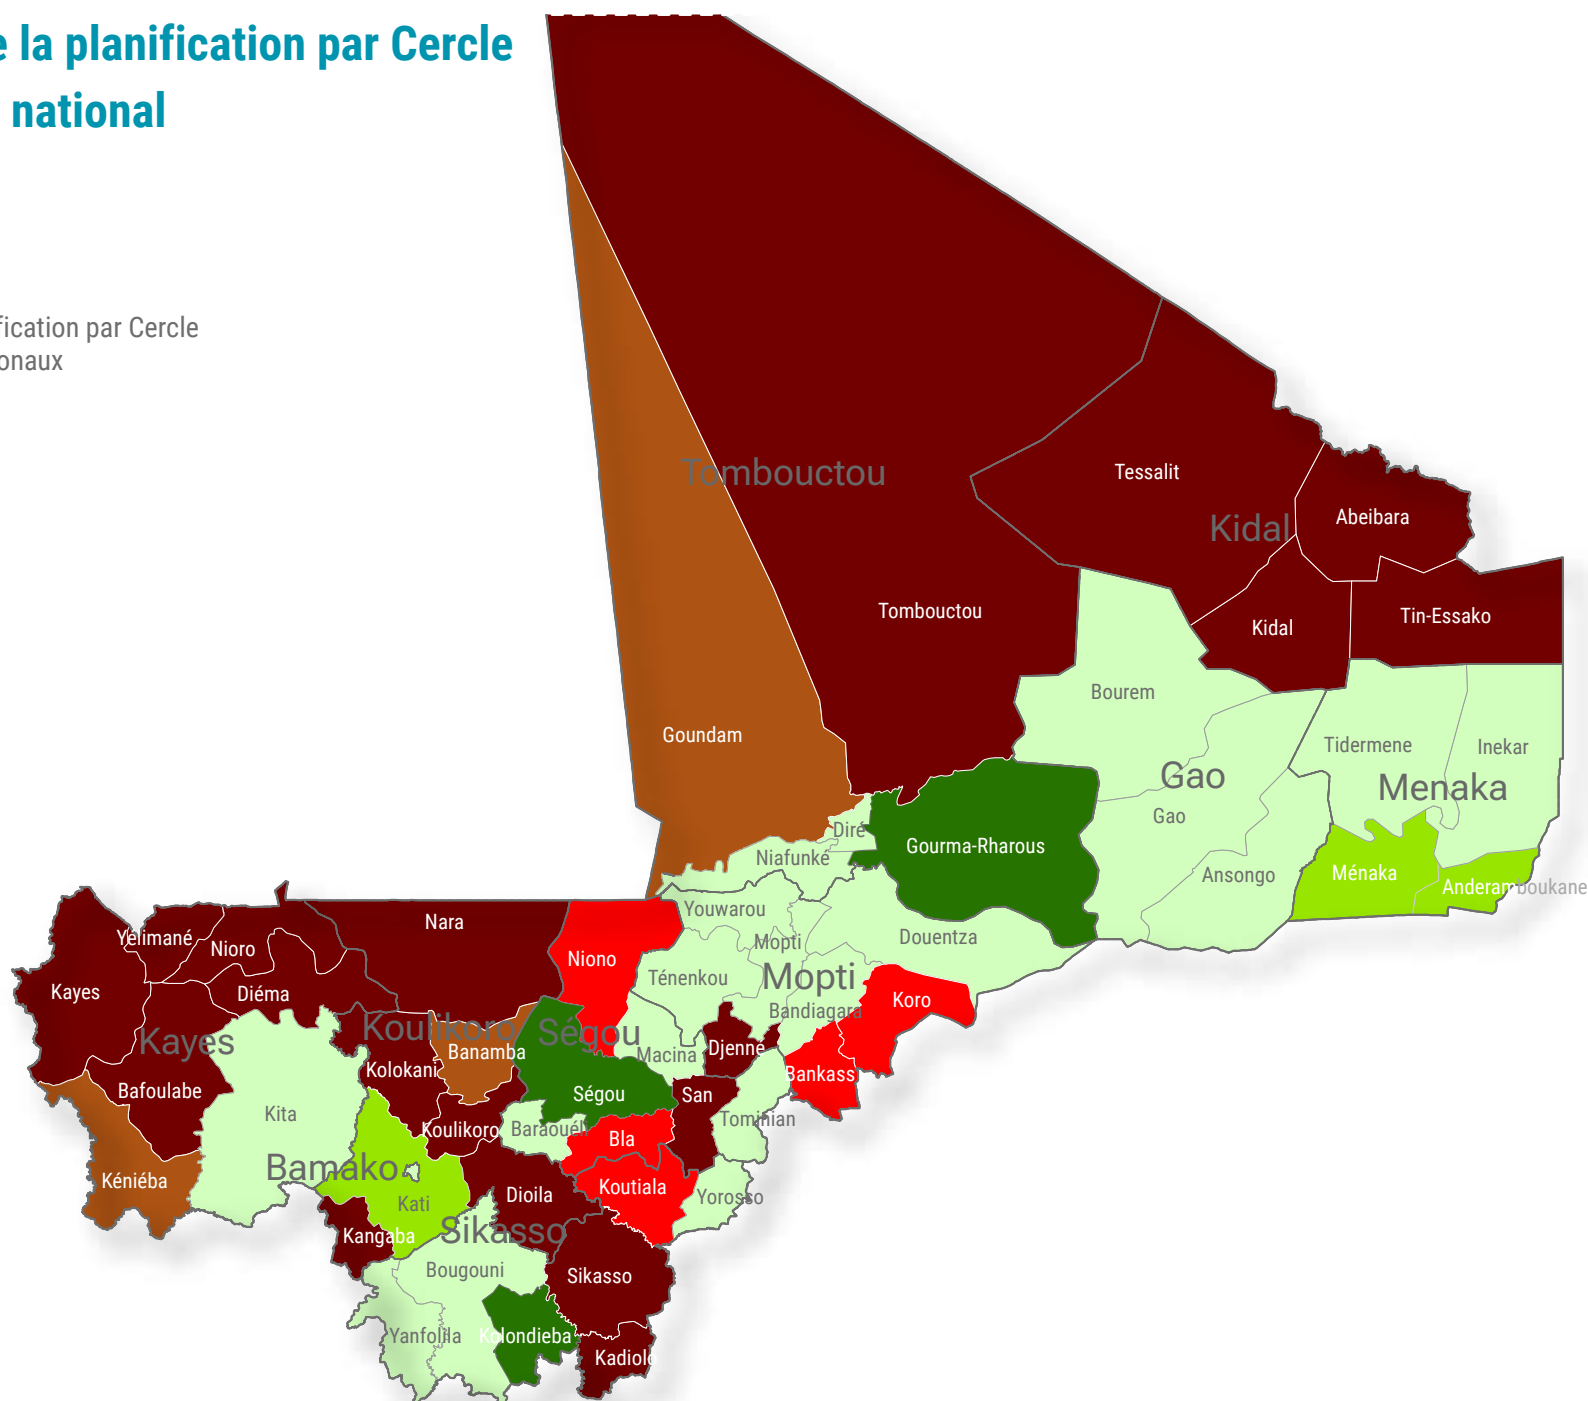 e la planification par Cercle
national
fication par Cercle
onaux
Tombouctou
Tessalit
Kidal
Abeibara
Tombouctou
Kidal
Tin-Essako
Bourem
Goundam
Tidermene
Inekar
Gao
Menaka
Gao
Diré
Gourma-Rharous
Niafunké
Ansongo
Ménaka
Anderamboukane
Youwarou
Nara
Yélimané
Nioro
Mopti
Douentza
Niono
Ténenkou
Mopti
Kayes
Diéma
Koro
Bandiagara
Koulikoro
Ségou
Kayes
Banamba
Macina
Djenné
Kolokani
Bankass
Bafoulabe
Ségou
San
Kita
Tominian
Koulikoro
Baraouéli
Bla
Bamako
Kéniéba
Koutiala
Dioila
Yorosso
Kati
Sikasso
Kangaba
Bougouni
Sikasso
Yanfolila
Kolondieba
Kadiolo